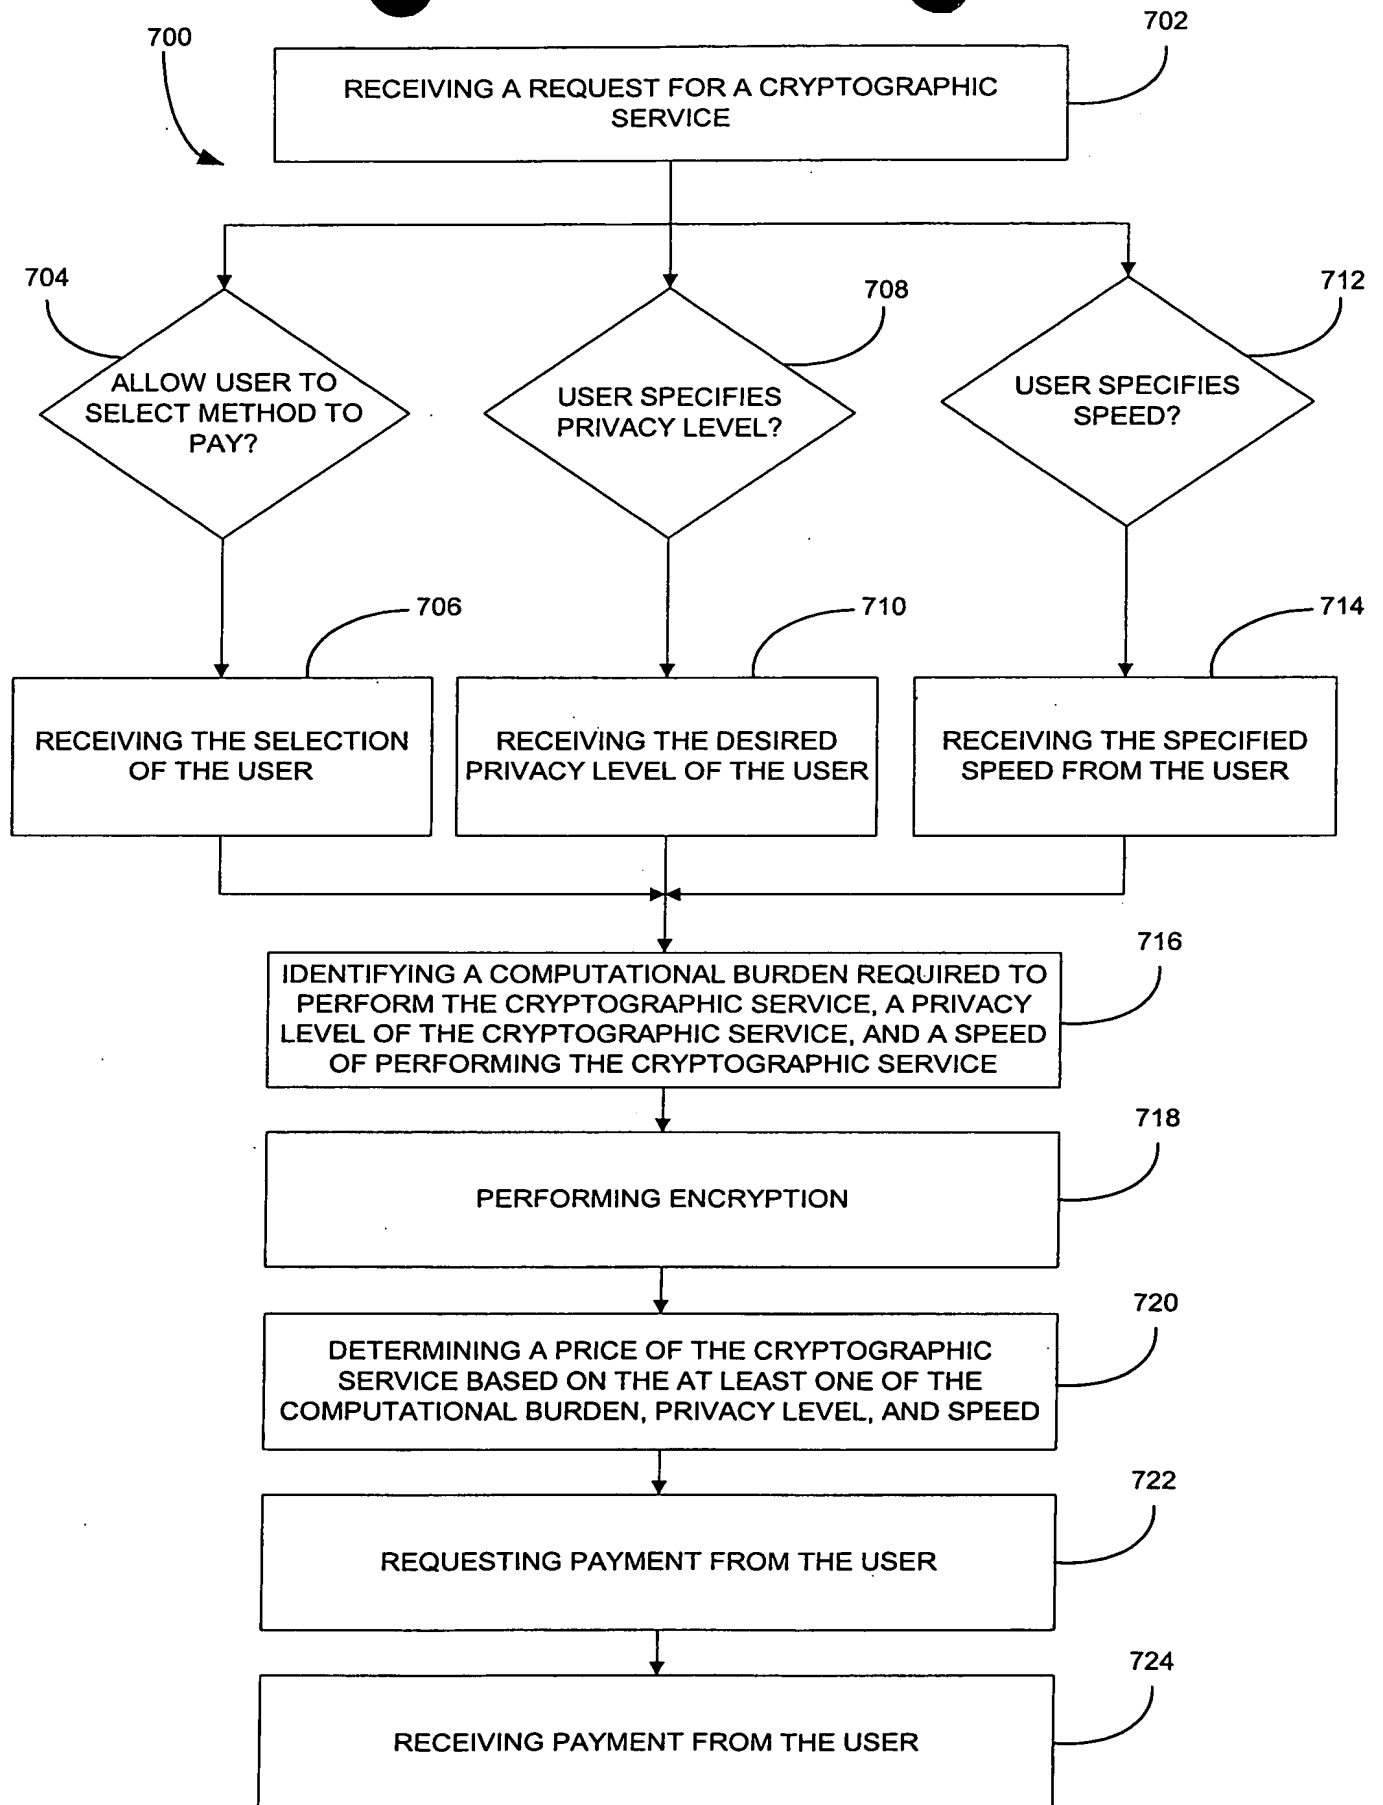 700
702
RECEIVING A REQUEST FOR A CRYPTOGRAPHIC
SERVICE
704
708
712
ALLOW USER TO
SELECT METHOD TO
PAY?
USER SPECIFIES
PRIVACY LEVEL?
USER SPECIFIES
SPEED?
706
710
714
RECEIVING THE SELECTION
OF THE USER
RECEIVING THE DESIRED
PRIVACY LEVEL OF THE USER
RECEIVING THE SPECIFIED
SPEED FROM THE USER
716
IDENTIFYING A COMPUTATIONAL BURDEN REQUIRED TO
PERFORM THE CRYPTOGRAPHIC SERVICE, A PRIVACY
LEVEL OF THE CRYPTOGRAPHIC SERVICE, AND A SPEED
OF PERFORMING THE CRYPTOGRAPHIC SERVICE
718
PERFORMING ENCRYPTION
720
DETERMINING A PRICE OF THE CRYPTOGRAPHIC
SERVICE BASED ON THE AT LEAST ONE OF THE
COMPUTATIONAL BURDEN, PRIVACY LEVEL, AND SPEED
722
REQUESTING PAYMENT FROM THE USER
724
RECEIVING PAYMENT FROM THE USER